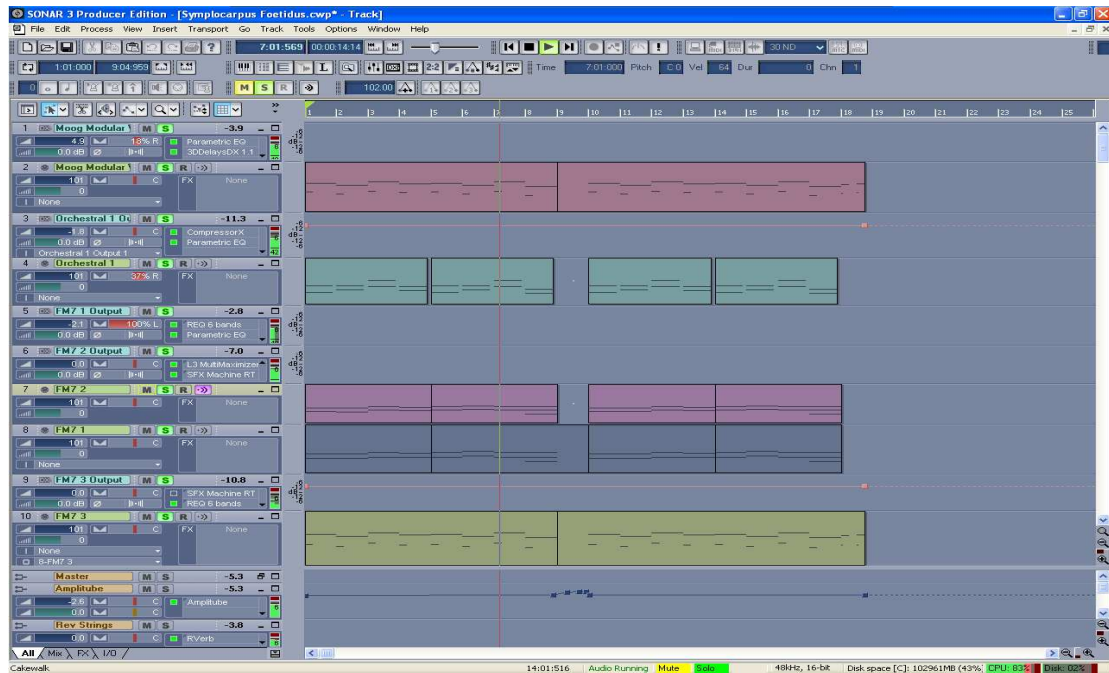 SONAR 3 Producer Edition - [Symplocarpus Foetidus.cwp* - Track]
File Edit Process View Insert Transport Go Track Tools Options Window Help
7:01:569 00:00:14:14 30 ND
1:01:000 9:04:959 2:2 Time 7:01:000 Pitch C 0 Vel 64 Dur 0 Chn 1
0 M S R 102.00
1 2 3 4 5 6 7 8 9 10 11 12 13 14 15 16 17 18 19 20 21 22 23 24 25
1 Moog Modular M S -3.9
4.9 18% R Parametric EQ
0.0 dB 3DDelaysDX 1.1
2 Moog Modular M S R
101 C FX None
0
None
3 Orchestral 1 Ou M S -11.3
-1.8 C CompressorX
0.0 dB Parametric EQ
Orchestral 1 Output 1 42
4 Orchestral 1 M S R
101 37% R FX None
0
None
5 FM7 1 Output M S -2.8
-2.1 100% L REQ 6 bands
0.0 dB Parametric EQ
6 FM7 2 Output M S -7.0
0.0 C L3 MultiMaximizer
0.0 dB SFX Machine RT
7 FM7 2 M S R
101 C FX None
0
8 FM7 1 M S R
101 C FX None
0
None
9 FM7 3 Output M S -10.8
0.0 C SFX Machine RT
0.0 dB REQ 6 bands
10 FM7 3 M S R
101 C FX None
0
None
8-FM7 3
Master M S -5.3
Amplitube M S -5.3
-2.6 C Amplitube
0.0 C 6
Rev Strings M S -3.8
0.0 C RVerb
All Mix FX I/O
Cakewalk 14:01:516 Audio Running Mute Solo 48kHz, 16-bit Disk space [C]: 102961MB (43%) CPU: 83% Disk: 02%